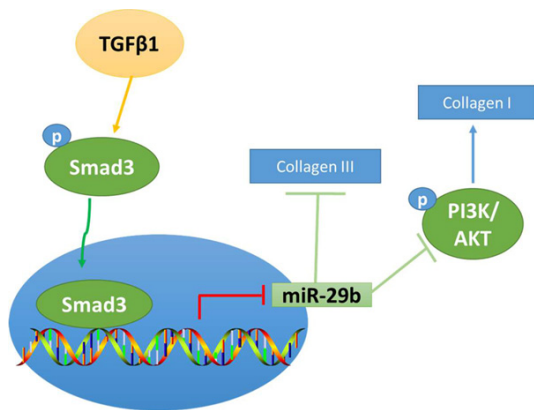 TGFβ1
p
Smad3
Smad3
Collagen III
Collagen I
p
PI3K/
AKT
miR-29b